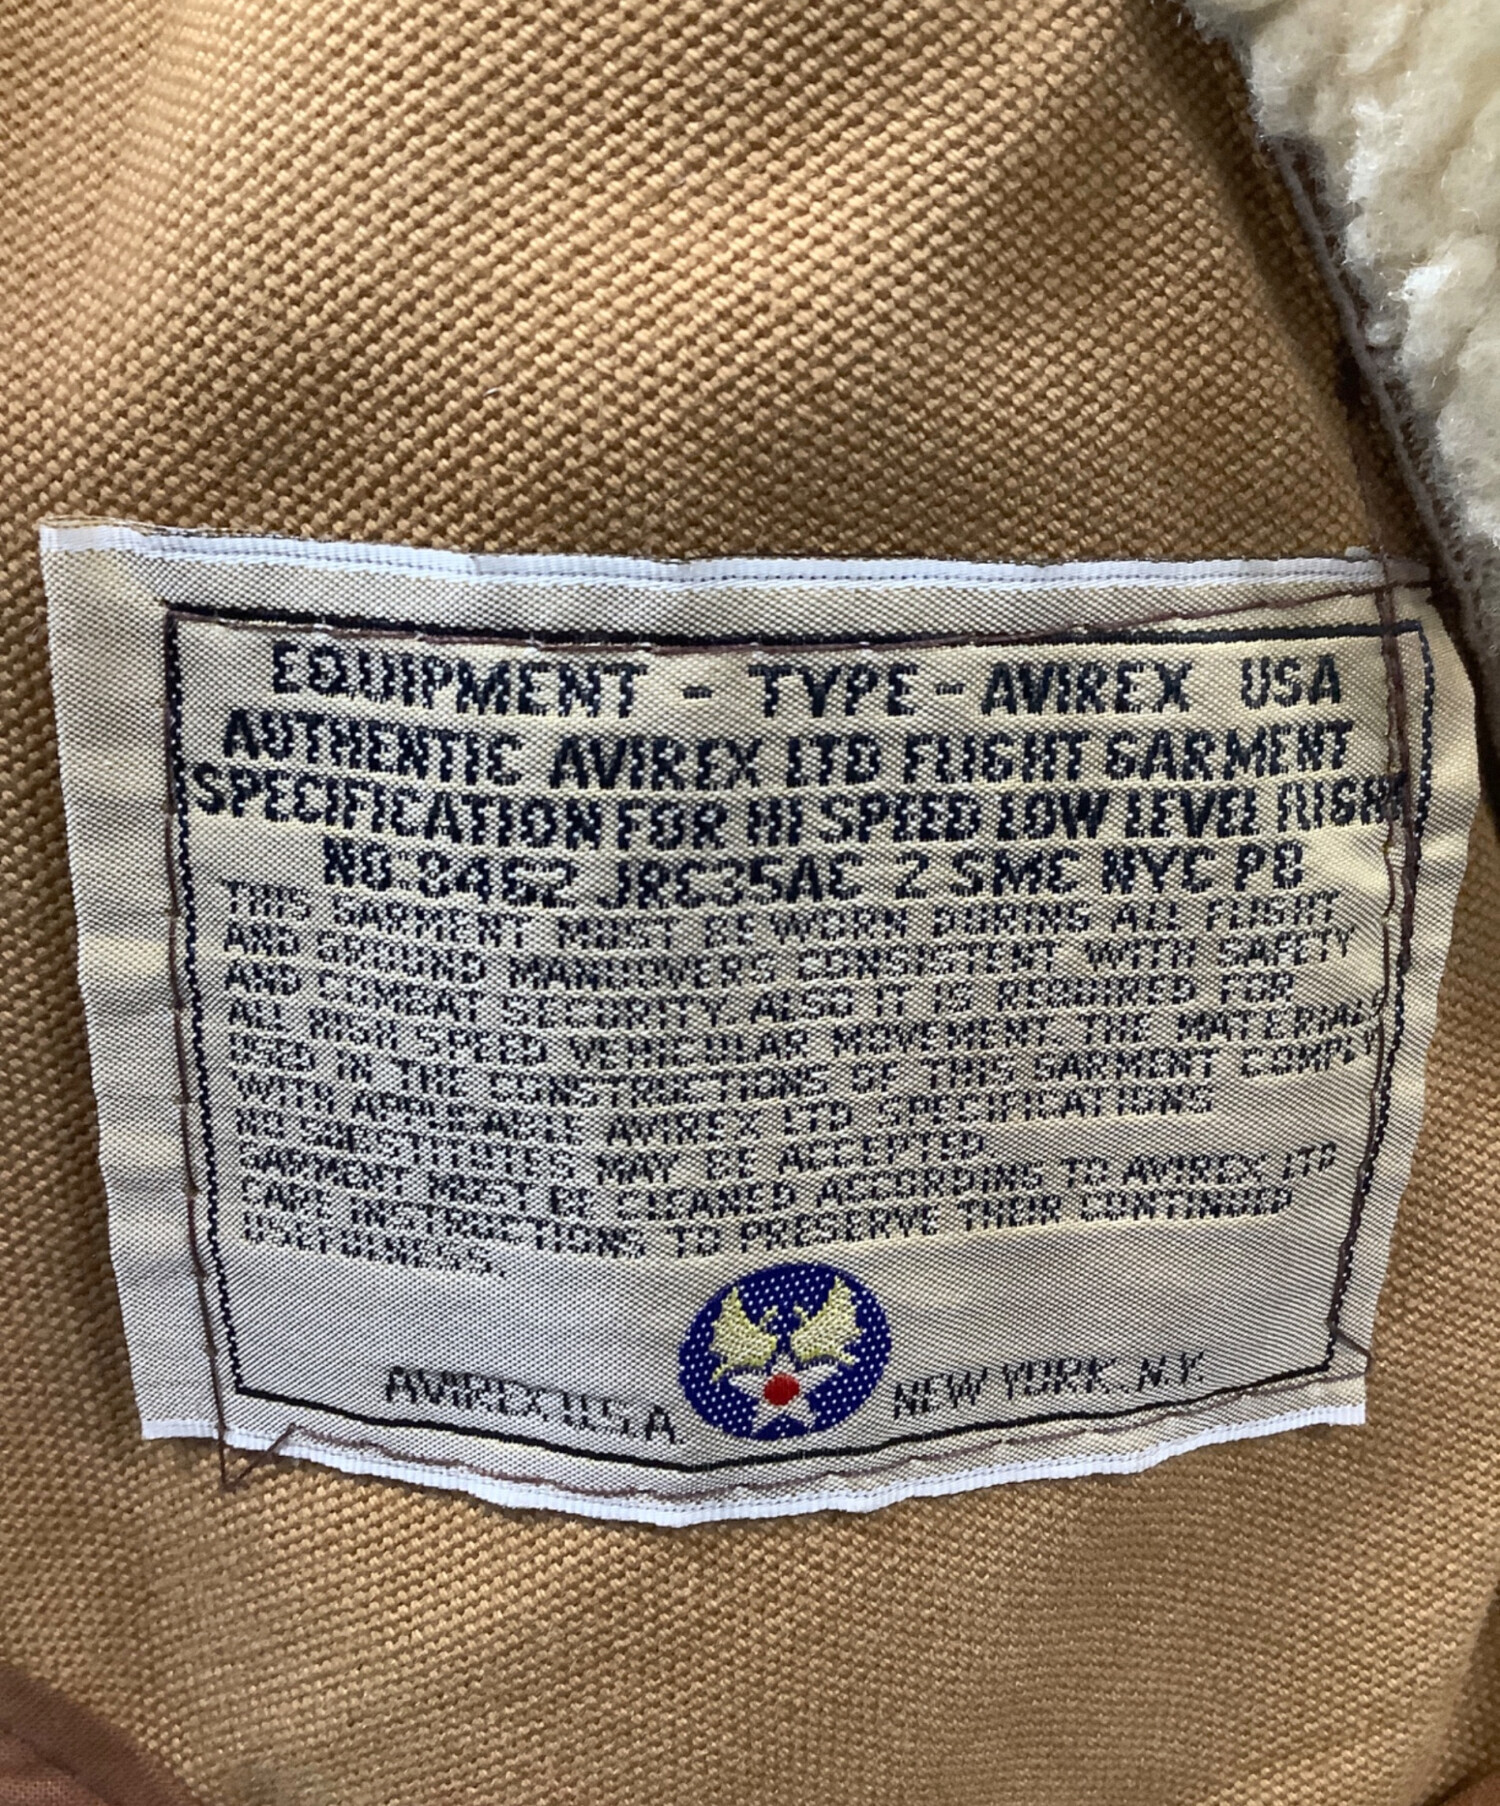 EQUIPMENT - TYPE - AVIREX USA
AUTHENTIC AVIREX LTD FLIGHT GARMENT
SPECIFICATION FOR HI SPEED LOW LEVEL FLIGHT
NO:8462 JRC35AC 2 SMC NYC PB
THIS GARMENT MUST BE WORN DURING ALL FLIGHT
AND GROUND MANUOVERS CONSISTENT WITH SAFETY
AND COMBAT SECURITY. ALSO IT IS REQUIRED FOR
ALL HIGH SPEED VEHICULAR MOVEMENT. THE MATERIALS
USED IN THE CONSTRUCTIONS OF THIS GARMENT COMPLY
WITH APPLICABLE AVIREX LTD SPECIFICATIONS
NO SUBSTITUTES MAY BE ACCEPTED
GARMENT MUST BE CLEANED ACCORDING TO AVIREX LTD
CARE INSTRUCTIONS TO PRESERVE THEIR CONTINUED
USEFULNESS.
AVIREX U.S.A. NEW YORK. N.Y.